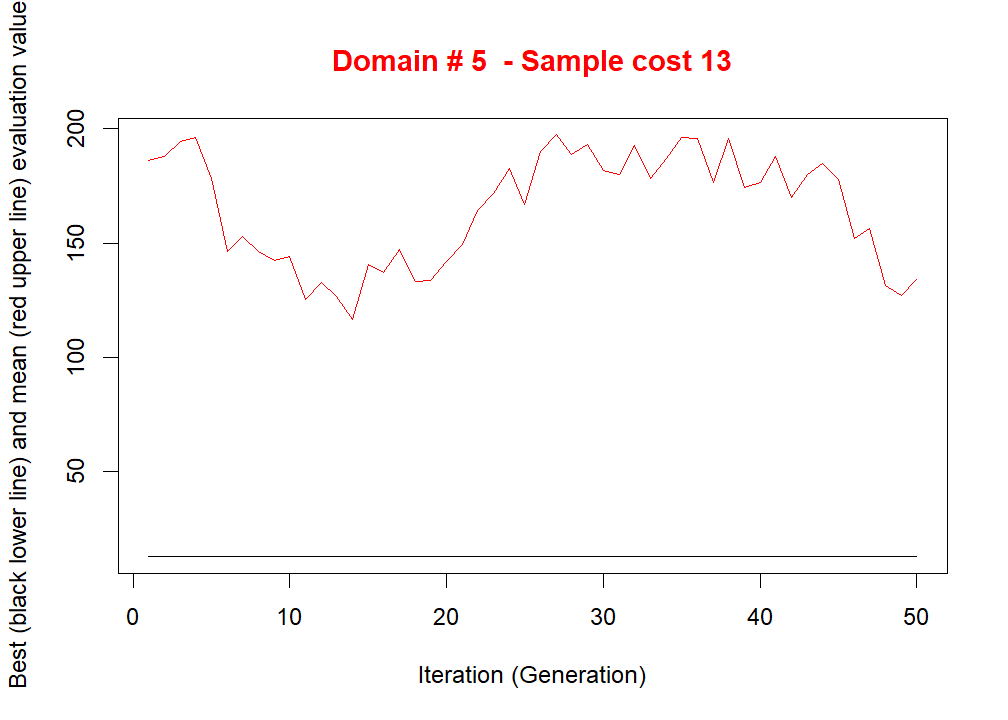 Domain # 5  - Sample cost 13
Best (black lower line) and mean (red upper line) evaluation value
200
150
100
50
0 10 20 30 40 50
Iteration (Generation)